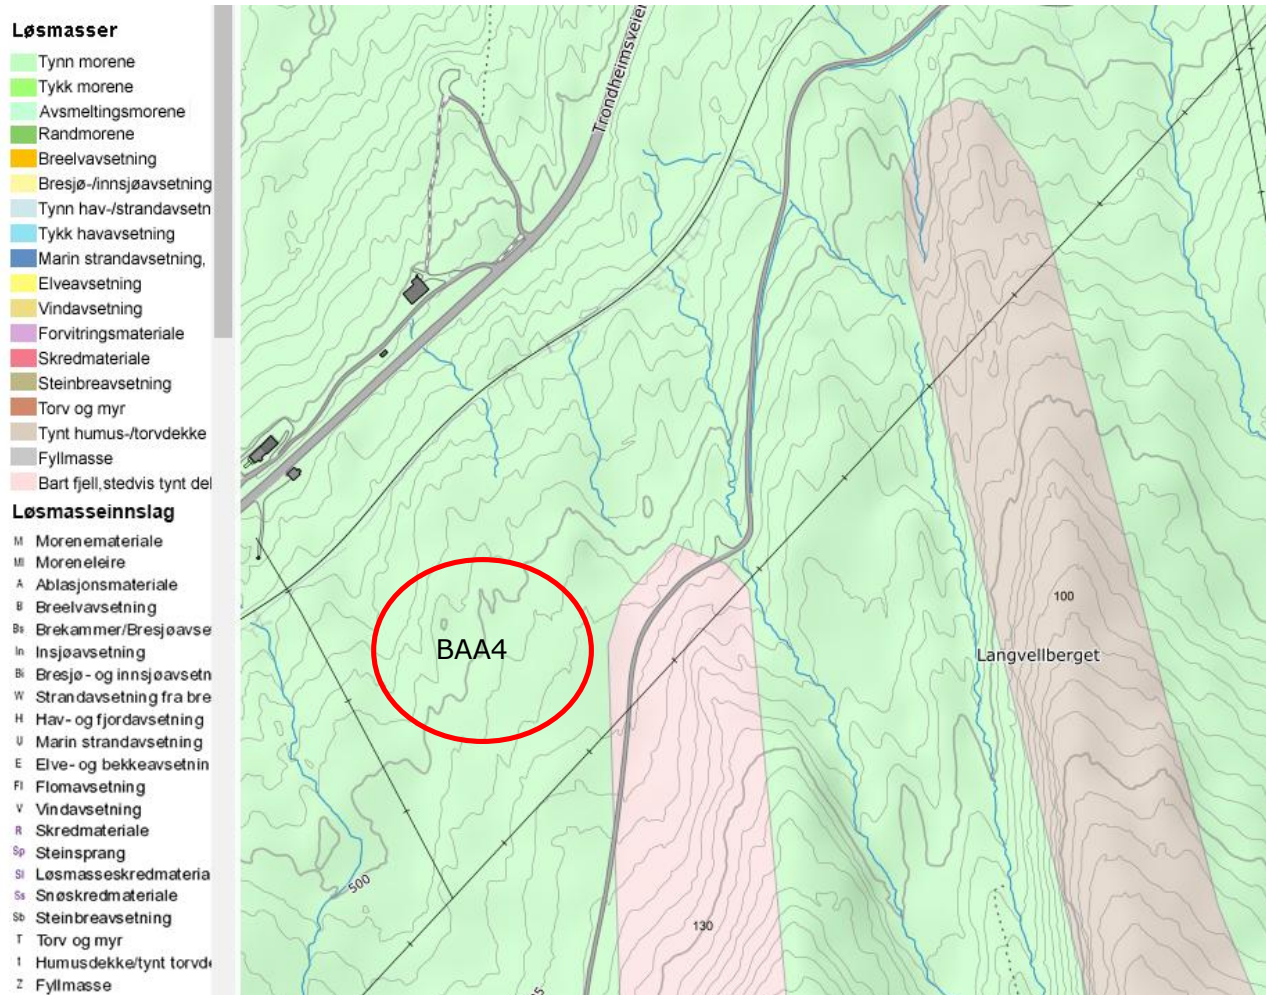 Løsmasser
Tynn morene
Tykk morene
Avsmeltingsmorene
Randmorene
Breelvavsetning
Bresjø-/innsjøavsetning
Tynn hav-/strandavsetn
Tykk havavsetning
Marin strandavsetning,
Elveavsetning
Vindavsetning
Forvitringsmateriale
Skredmateriale
Steinbreavsetning
Torv og myr
Tynt humus-/torvdekke
Fyllmasse
Bart fjell,stedvis tynt del
Løsmasseinnslag
M Morenemateriale
Ml Moreneleire
A Ablasjonsmateriale
B Breelvavsetning
Bs Brekammer/Bresjøavse
In Insjøavsetning
Bi Bresjø- og innsjøavsetn
W Strandavsetning fra bre
H Hav- og fjordavsetning
U Marin strandavsetning
E Elve- og bekkeavsetnin
Fl Flomavsetning
V Vindavsetning
R Skredmateriale
Sp Steinsprang
Sl Løsmasseskredmateria
Ss Snøskredmateriale
Sb Steinbreavsetning
T Torv og myr
t Humusdekke/tynt torvde
Z Fyllmasse
Trondheimsveien
BAA4
100
Langvellberget
500
130